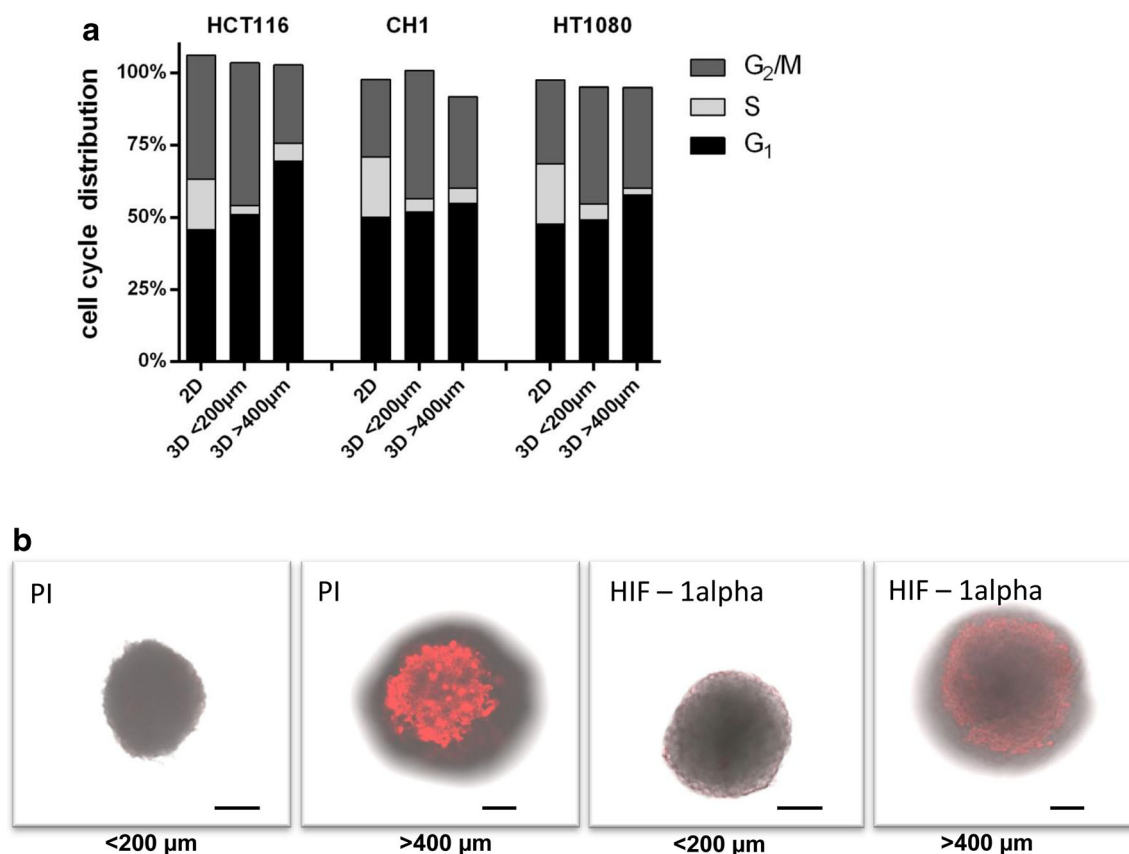 a
HCT116 CH1 HT1080
cell cycle distribution
100%
75%
50%
25%
0%
G2/M
S
G1
2D
3D <200µm
3D >400µm
2D
3D <200µm
3D >400µm
2D
3D <200µm
3D >400µm
b
PI
PI
HIF – 1alpha
HIF – 1alpha
<200 µm
>400 µm
<200 µm
>400 µm